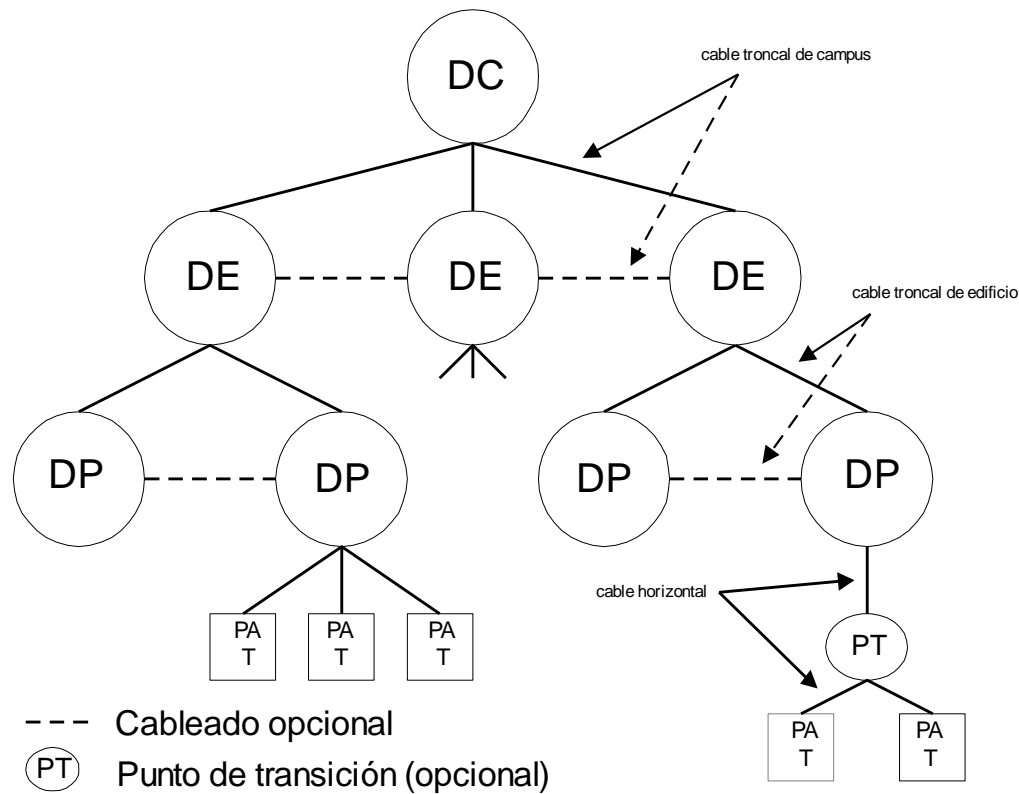 DC
cable troncal de campus
DE
DE
DE
cable troncal de edificio
DP
DP
DP
DP
cable horizontal
PA
T
PA
T
PA
T
PT
PA
T
PA
T
Cableado opcional
PT
Punto de transición (opcional)